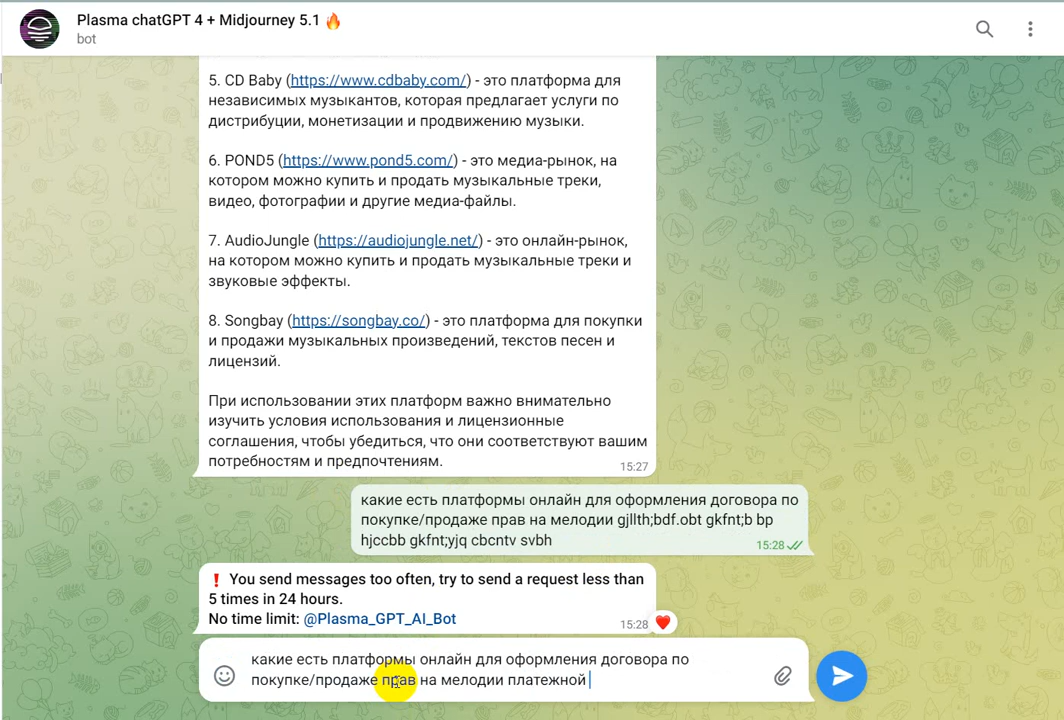 Plasma chatGPT 4 + Midjourney 5.1 🔥
bot
5. CD Baby (https://www.cdbaby.com/) - это платформа для
независимых музыкантов, которая предлагает услуги по
дистрибуции, монетизации и продвижению музыки.
6. POND5 (https://www.pond5.com/) - это медиа-рынок, на
котором можно купить и продать музыкальные треки,
видео, фотографии и другие медиа-файлы.
7. AudioJungle (https://audiojungle.net/) - это онлайн-рынок,
на котором можно купить и продать музыкальные треки и
звуковые эффекты.
8. Songbay (https://songbay.co/) - это платформа для покупки
и продажи музыкальных произведений, текстов песен и
лицензий.
При использовании этих платформ важно внимательно
изучить условия использования и лицензионные
соглашения, чтобы убедиться, что они соответствуют вашим
потребностям и предпочтениям.
15:27
какие есть платформы онлайн для оформления договора по
покупке/продаже прав на мелодии gjllth;bdf.obt gkfnt;b bp
hjccbb gkfnt;yjq cbcntv svbh
15:28
❗ You send messages too often, try to send a request less than
5 times in 24 hours.
No time limit: @Plasma_GPT_AI_Bot
15:28
какие есть платформы онлайн для оформления договора по
покупке/продаже прав на мелодии платежной